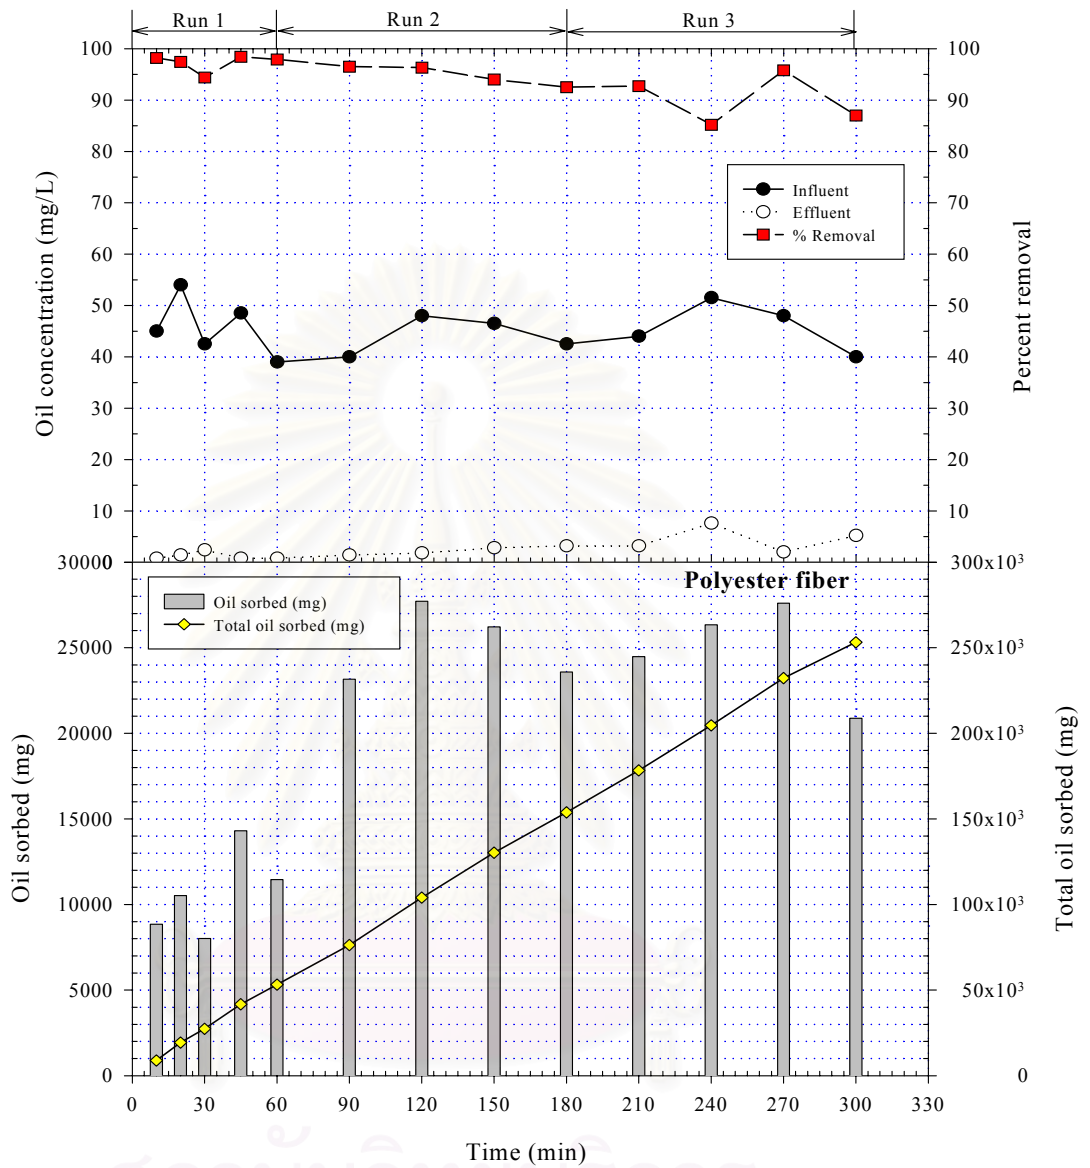 Run 1 Run 2 Run 3
100 100
90 90
80 80
70 70
60 60
50 50
40 40
30 30
20 20
10 10
Influent
Effluent
% Removal
Oil concentration (mg/L)
Percent removal
30000 300x10³
25000 250x10³
20000 200x10³
15000 150x10³
10000 100x10³
5000 50x10³
0 0
Polyester fiber
Oil sorbed (mg)
Total oil sorbed (mg)
Oil sorbed (mg)
Total oil sorbed (mg)
0 30 60 90 120 150 180 210 240 270 300 330
Time (min)